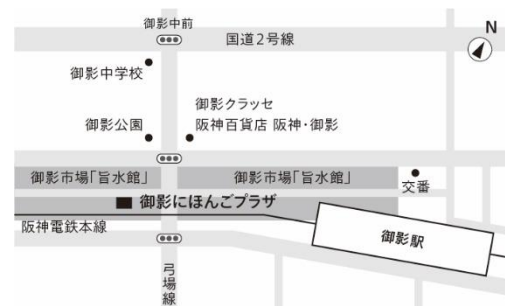 御影中前
N
国道2号線
御影中学校
御影クラッセ
御影公園
阪神百貨店 阪神・御影
御影市場「旨水館」
御影市場「旨水館」
交番
御影にほんごプラザ
阪神電鉄本線
御影駅
弓場線